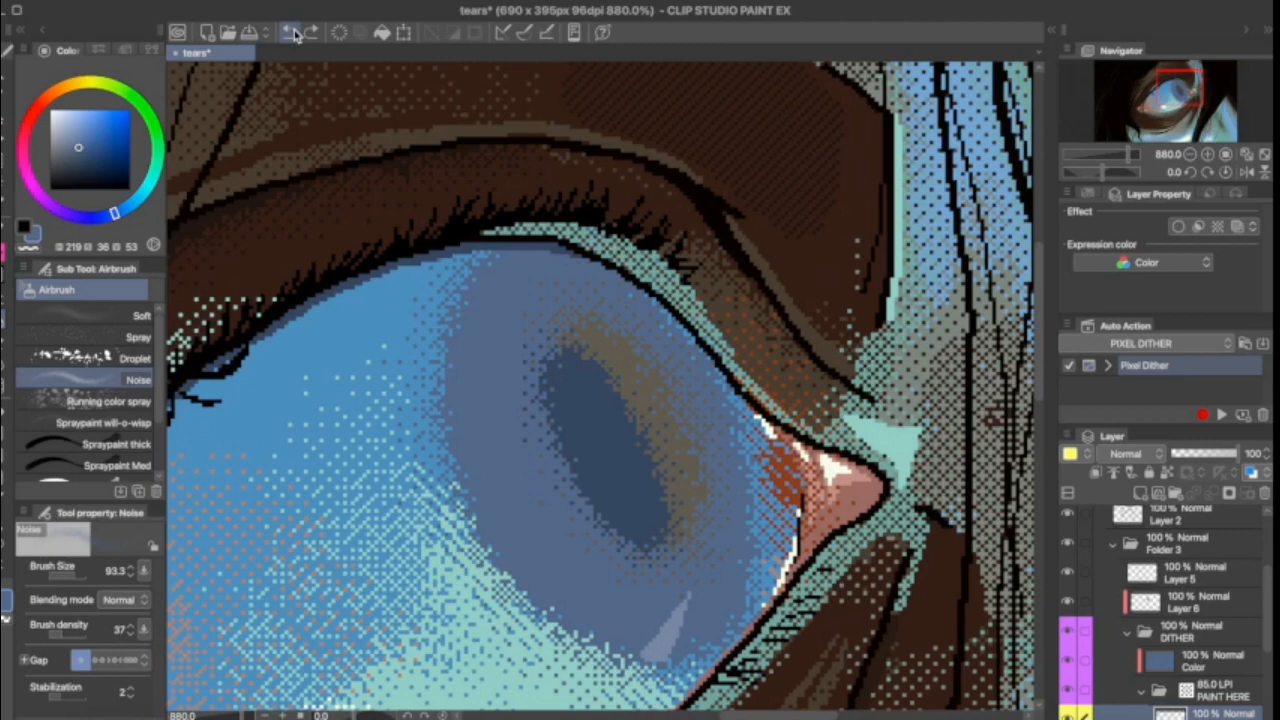 tears* (690 x 395px 96dpi 880.0%) - CLIP STUDIO PAINT EX
tears*
Color
219 36 53
Sub Tool: Airbrush
Airbrush
Soft
Spray
Droplet
Noise
Running color spray
Spraypaint will-o-wisp
Spraypaint thick
Spraypaint Med
Tool property: Noise
Noise
Brush Size 93.3
Blending mode Normal
Brush density 37
Gap
Stabilization 2
880.0 0.0
Navigator
880.0
0.0
Layer Property
Effect
Expression color
Color
Auto Action
PIXEL DITHER
Pixel Dither
Layer
Normal 100
100 % Normal
Layer 2
100 % Normal
Folder 3
100 % Normal
Layer 5
100 % Normal
Layer 6
100 % Normal
DITHER
100 % Normal
Color
85.0 LPI
PAINT HERE
100 % Normal